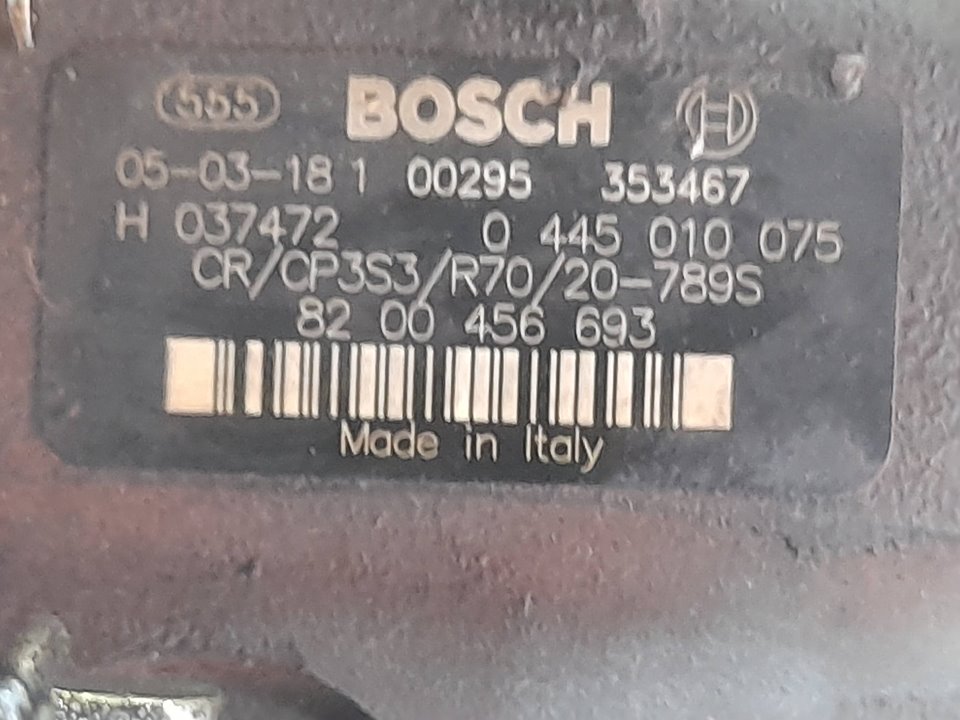 555 BOSCH
05-03-18 1 00295 353467
H 037472 0 445 010 075
CR/CP3S3/R70/20-789S
82 00 456 693
Made in Italy